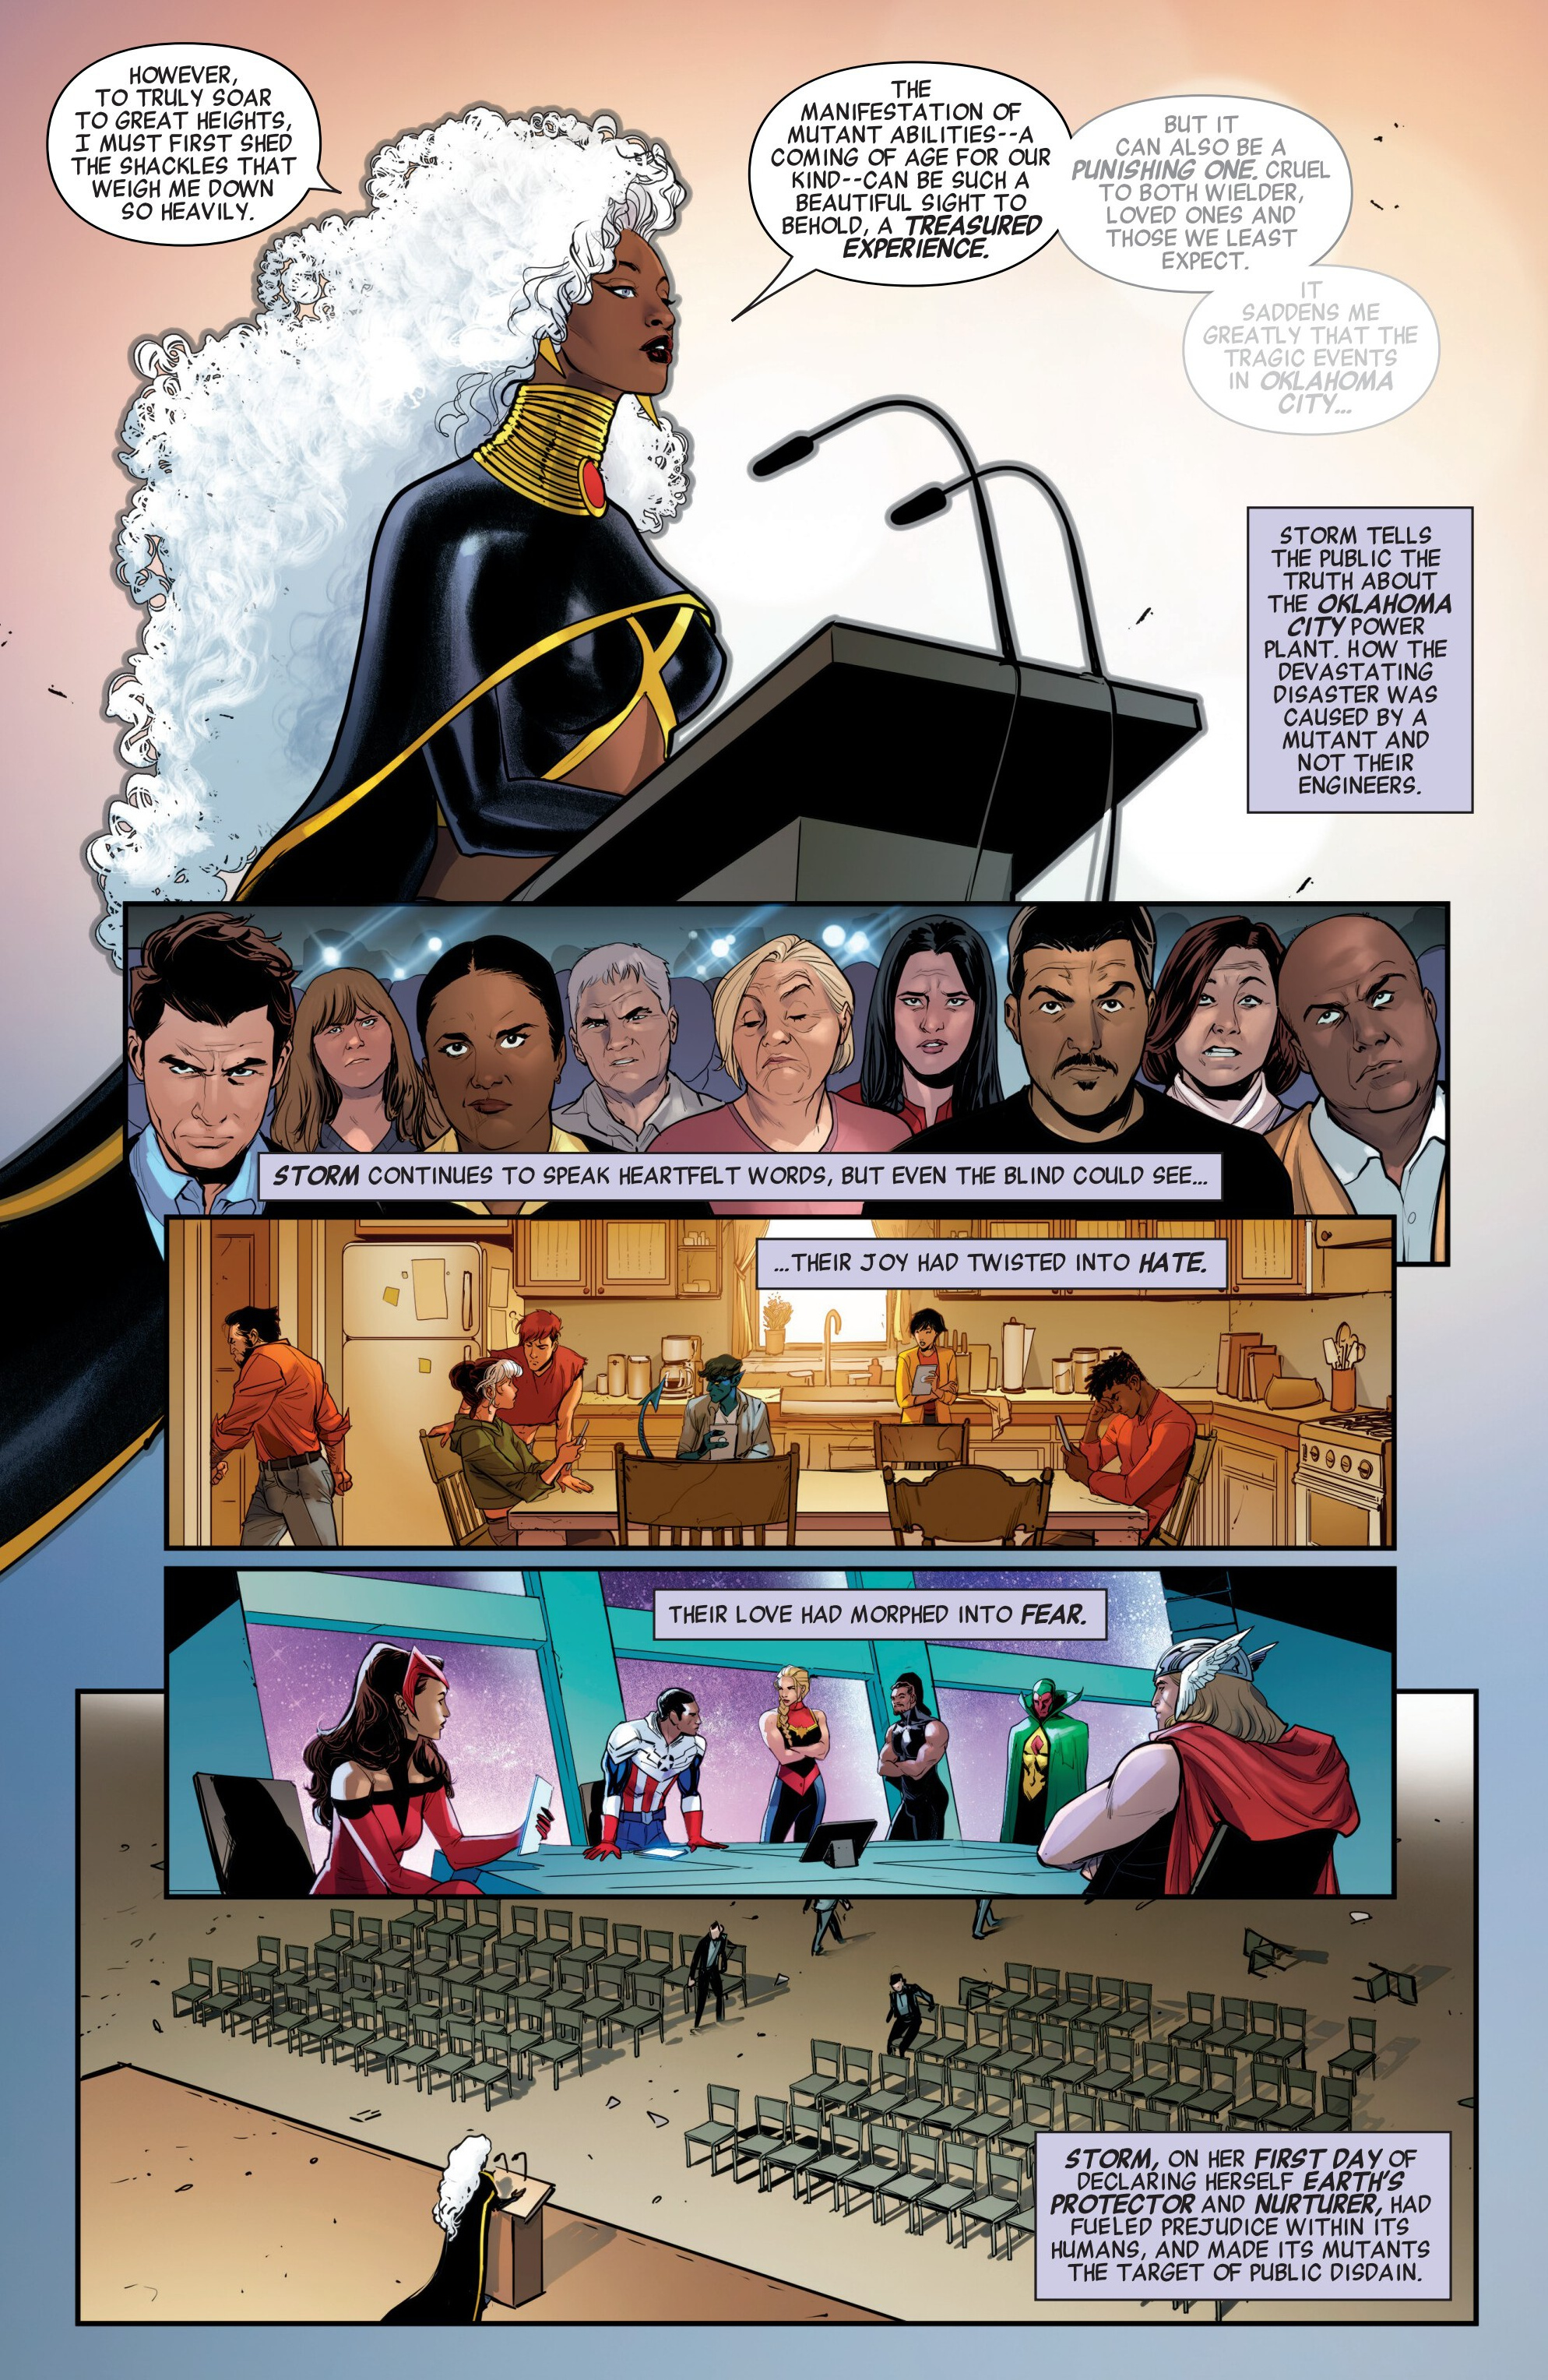 HOWEVER,
TO TRULY SOAR
TO GREAT HEIGHTS,
I MUST FIRST SHED
THE SHACKLES THAT
WEIGH ME DOWN
SO HEAVILY.
THE
MANIFESTATION OF
MUTANT ABILITIES--A
COMING OF AGE FOR OUR
KIND--CAN BE SUCH A
BEAUTIFUL SIGHT TO
BEHOLD, A TREASURED
EXPERIENCE.
BUT IT
CAN ALSO BE A
PUNISHING ONE. CRUEL
TO BOTH WIELDER,
LOVED ONES AND
THOSE WE LEAST
EXPECT.
IT
SADDENS ME
GREATLY THAT THE
TRAGIC EVENTS
IN OKLAHOMA
CITY...
STORM TELLS
THE PUBLIC THE
TRUTH ABOUT
THE OKLAHOMA
CITY POWER
PLANT. HOW THE
DEVASTATING
DISASTER WAS
CAUSED BY A
MUTANT AND
NOT THEIR
ENGINEERS.
STORM CONTINUES TO SPEAK HEARTFELT WORDS, BUT EVEN THE BLIND COULD SEE...
...THEIR JOY HAD TWISTED INTO HATE.
THEIR LOVE HAD MORPHED INTO FEAR.
STORM, ON HER FIRST DAY OF
DECLARING HERSELF EARTH'S
PROTECTOR AND NURTURER, HAD
FUELED PREJUDICE WITHIN ITS
HUMANS, AND MADE ITS MUTANTS
THE TARGET OF PUBLIC DISDAIN.